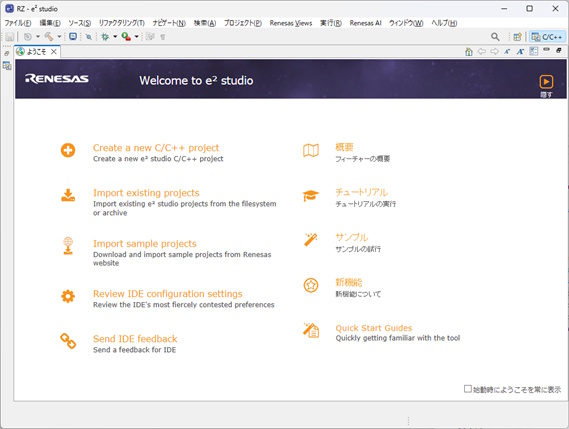 RZ - e² studio
ファイル(F) 編集(E) ソース(S) リファクタリング(T) ナビゲート(N) 検索(A) プロジェクト(P) Renesas Views 実行(R) Renesas AI ウィンドウ(W) ヘルプ(H)
C/C++
ようこそ
RENESAS
Welcome to e² studio
隠す
Create a new C/C++ project
Create a new e² studio C/C++ project
Import existing projects
Import existing e² studio projects from the filesystem
or archive
Import sample projects
Download and import sample projects from Renesas
website
Review IDE configuration settings
Review the IDE's most fiercely contested preferences
Send IDE feedback
Send a feedback for IDE
概要
フィーチャーの概要
チュートリアル
チュートリアルの実行
サンプル
サンプルの試行
新機能
新機能について
Quick Start Guides
Quickly getting familiar with the tool
始動時にようこそを常に表示